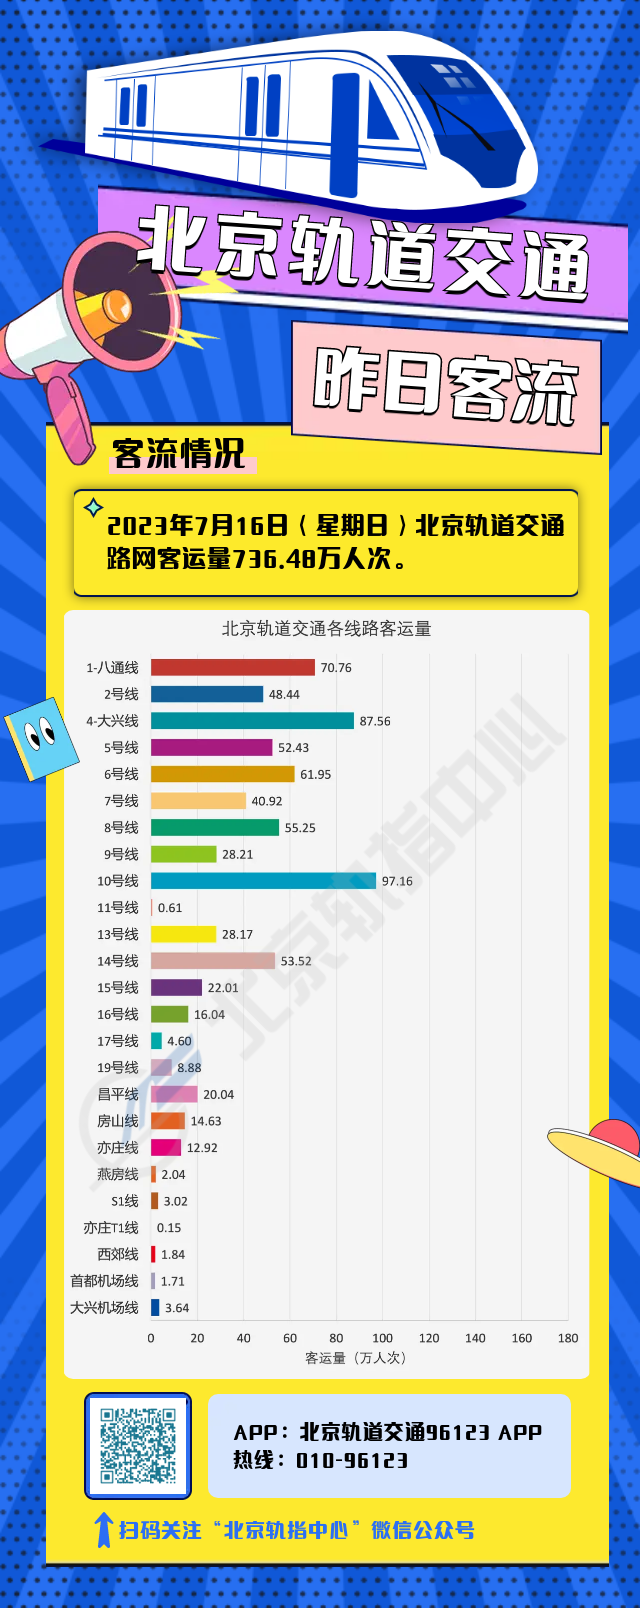 北京轨道交通
昨日客流
客流情况
2023年7月16日（星期日）北京轨道交通
路网客运量736.48万人次。
北京轨道交通各线路客运量
1-八通线 70.76
2号线 48.44
4-大兴线 87.56
5号线 52.43
6号线 61.95
7号线 40.92
8号线 55.25
9号线 28.21
10号线 97.16
11号线 0.61
13号线 28.17
14号线 53.52
15号线 22.01
16号线 16.04
17号线 4.60
19号线 8.88
昌平线 20.04
房山线 14.63
亦庄线 12.92
燕房线 2.04
S1线 3.02
亦庄T1线 0.15
西郊线 1.84
首都机场线 1.71
大兴机场线 3.64
0 20 40 60 80 100 120 140 160 180
客运量（万人次）
北京轨指中心
APP：北京轨道交通96123 APP
热线：010-96123
扫码关注“北京轨指中心”微信公众号